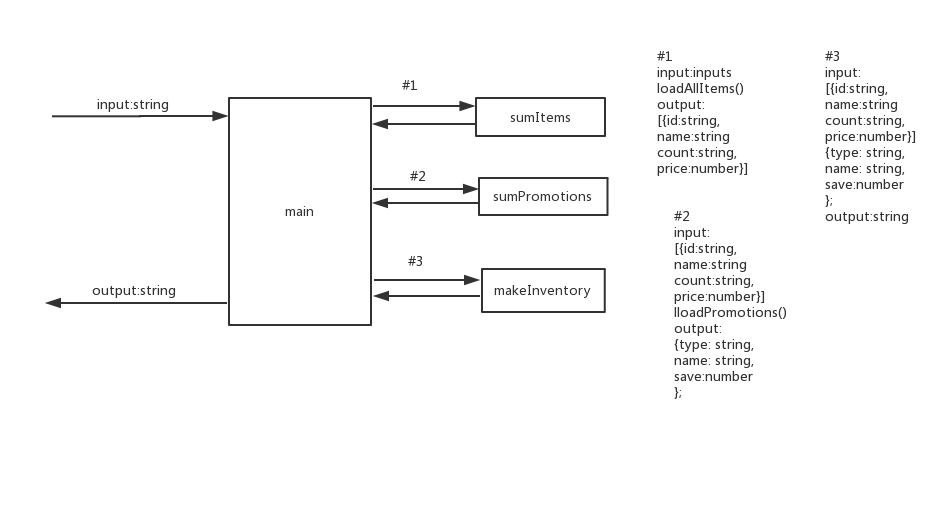 input:string
main
output:string
#1
sumItems
#2
sumPromotions
#3
makeInventory
#1
input:inputs
loadAllItems()
output:
[{id:string,
name:string
count:string,
price:number}]
#2
input:
[{id:string,
name:string
count:string,
price:number}]
lloadPromotions()
output:
{type: string,
name: string,
save:number
};
#3
input:
[{id:string,
name:string
count:string,
price:number}]
{type: string,
name: string,
save:number
};
output:string